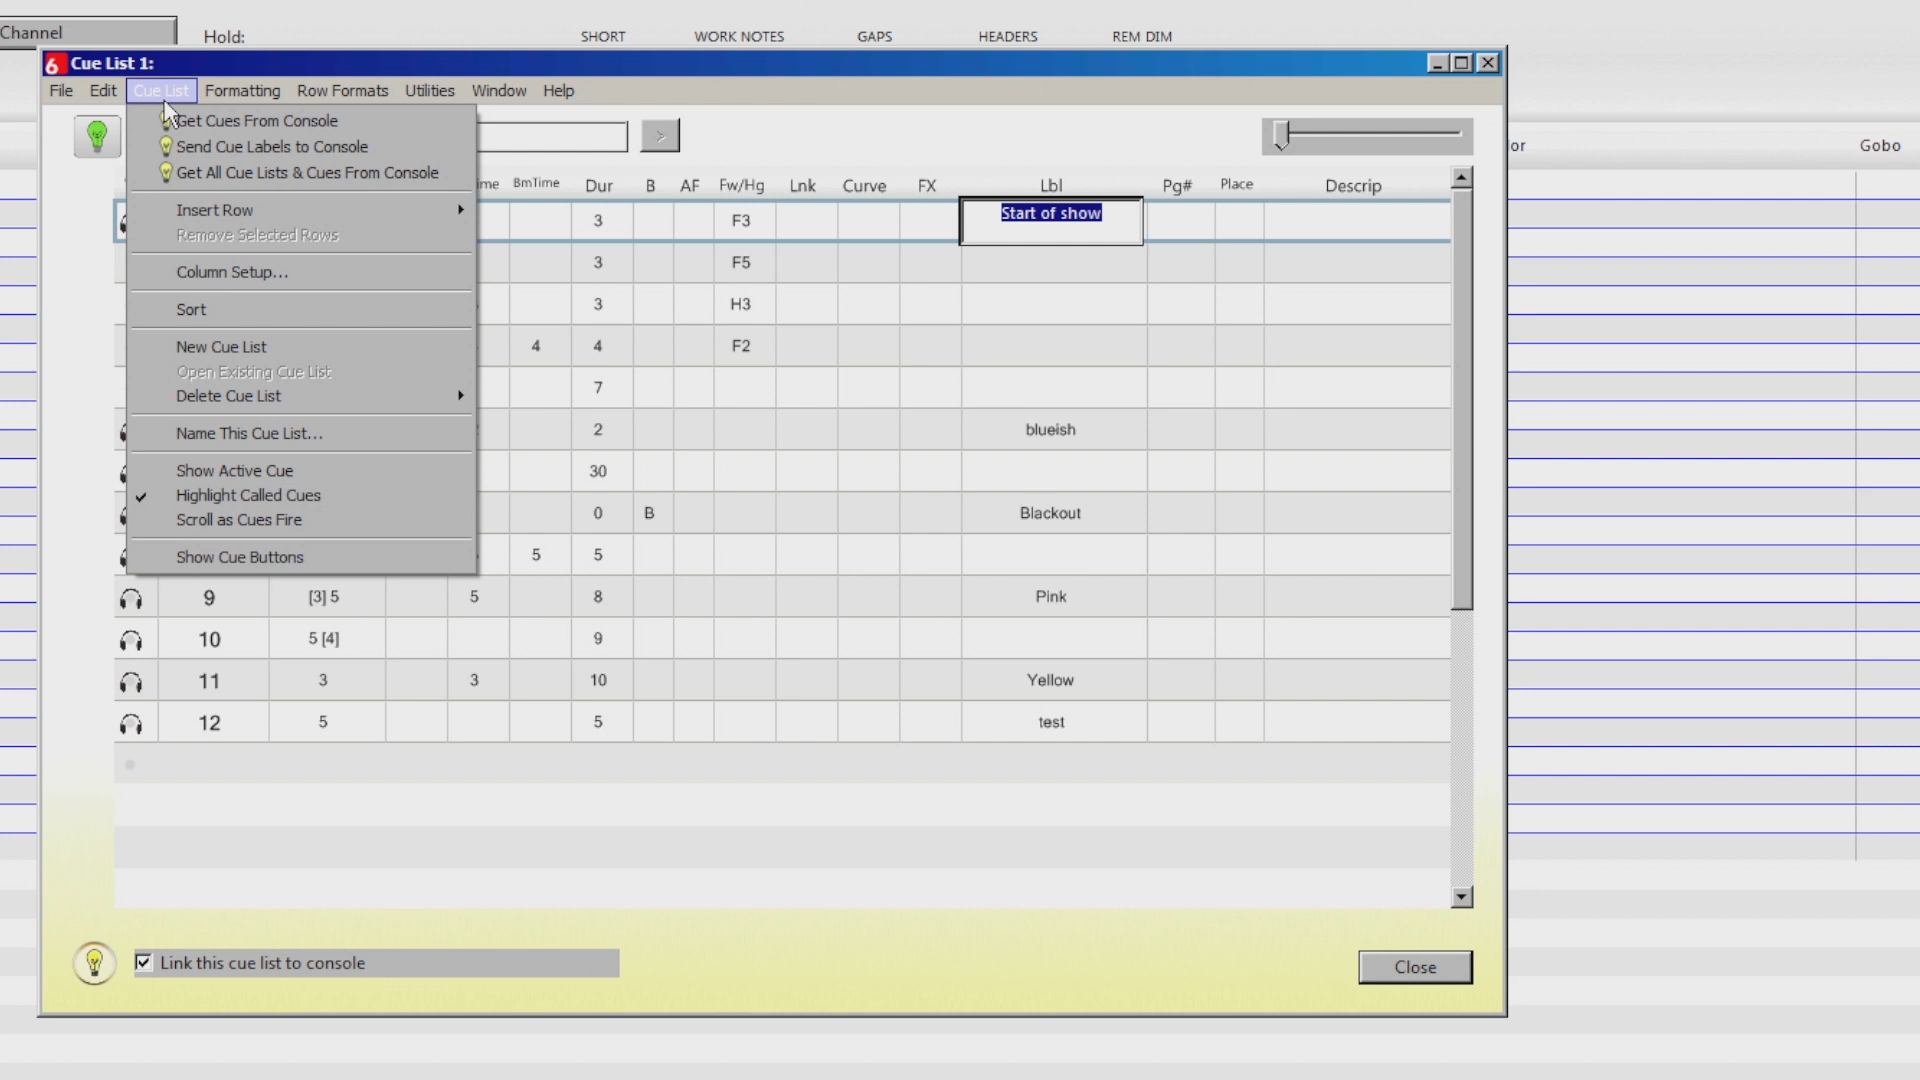 Channel
Hold:
SHORT WORK NOTES GAPS HEADERS REM DIM
6 Cue List 1:
File Edit Cue List Formatting Row Formats Utilities Window Help
Get Cues From Console
Send Cue Labels to Console
Get All Cue Lists & Cues From Console
Insert Row
Remove Selected Rows
Column Setup...
Sort
New Cue List
Open Existing Cue List
Delete Cue List
Name This Cue List...
Show Active Cue
Highlight Called Cues
Scroll as Cues Fire
Show Cue Buttons
>
or Gobo
ime BmTime Dur B AF Fw/Hg Lnk Curve FX Lbl Pg# Place Descrip
3 F3 Start of show
3 F5
3 H3
4 4 F2
7
2 blueish
30
0 B Blackout
5 5
9 [3] 5 5 8 Pink
10 5 [4] 9
11 3 3 10 Yellow
12 5 5 test
Link this cue list to console
Close